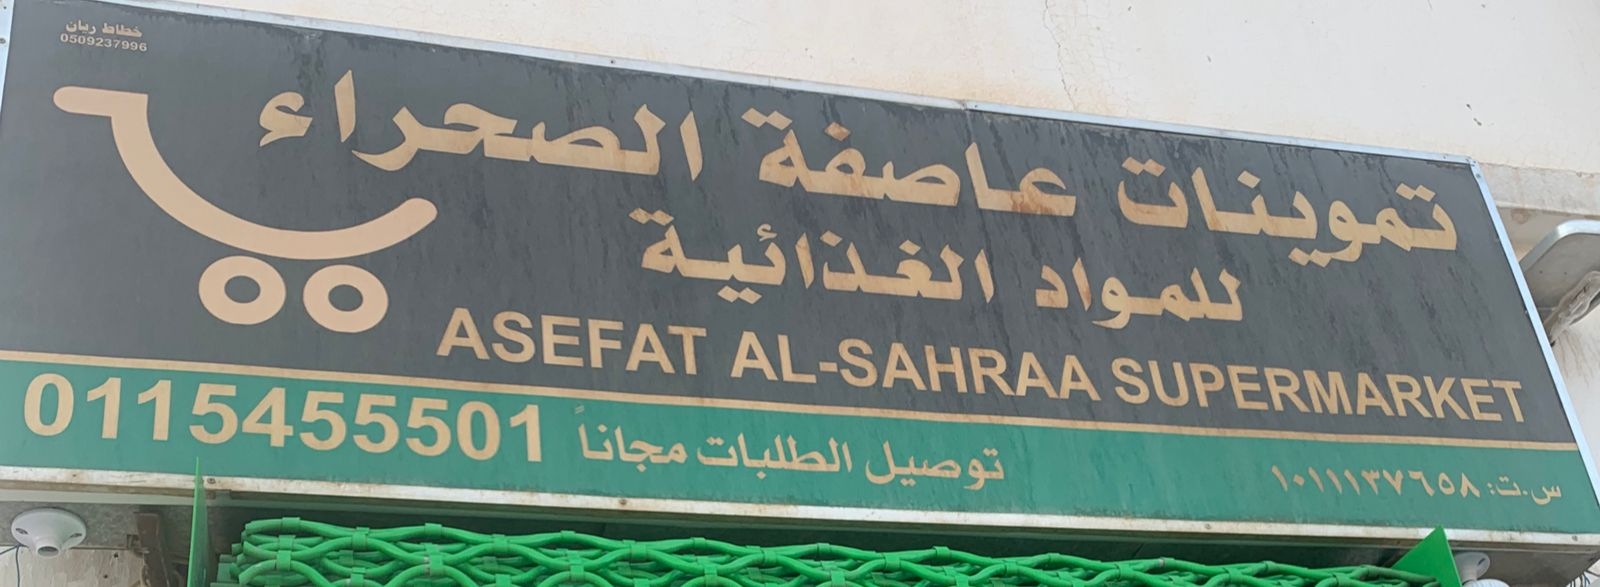 خطاط ريان
0509237996
تموينات عاصفة الصحراء
للمواد الغذائية
ASEFAT AL-SAHRAA SUPERMARKET
0115455501
توصيل الطلبات مجاناً
س.ت: ١٠١١١٣٧٦٥٨